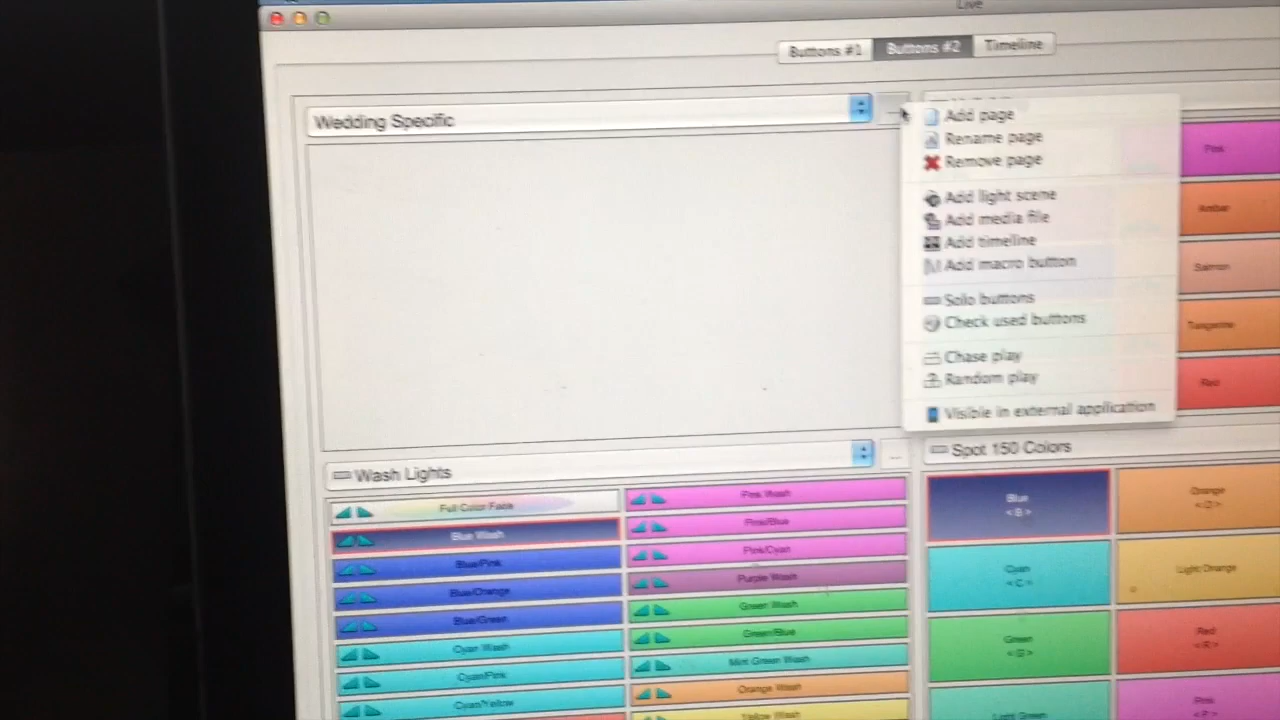 Live
Buttons #1
Buttons #2
Timeline
Wedding Specific
Add page
Rename page
Remove page
Add light scene
Add media file
Add timeline
Add macro button
Solo buttons
Check used buttons
Chase play
Random play
Visible in external application
Pink
Amber
Salmon
Tangerine
Red
Wash Lights
...
Full Color Fade
Blue Wash
Blue/Pink
Blue/Orange
Blue/Green
Cyan Wash
Cyan/Pink
Cyan/Yellow
Pink Wash
Pink/Blue
Pink/Cyan
Purple Wash
Green Wash
Green/Blue
Mint Green Wash
Orange Wash
Yellow Wash
Spot 150 Colors
Blue
< B >
Orange
< O >
Cyan
< C >
Light Orange
Green
< G >
Red
< R >
Light Green
Pink
< P >